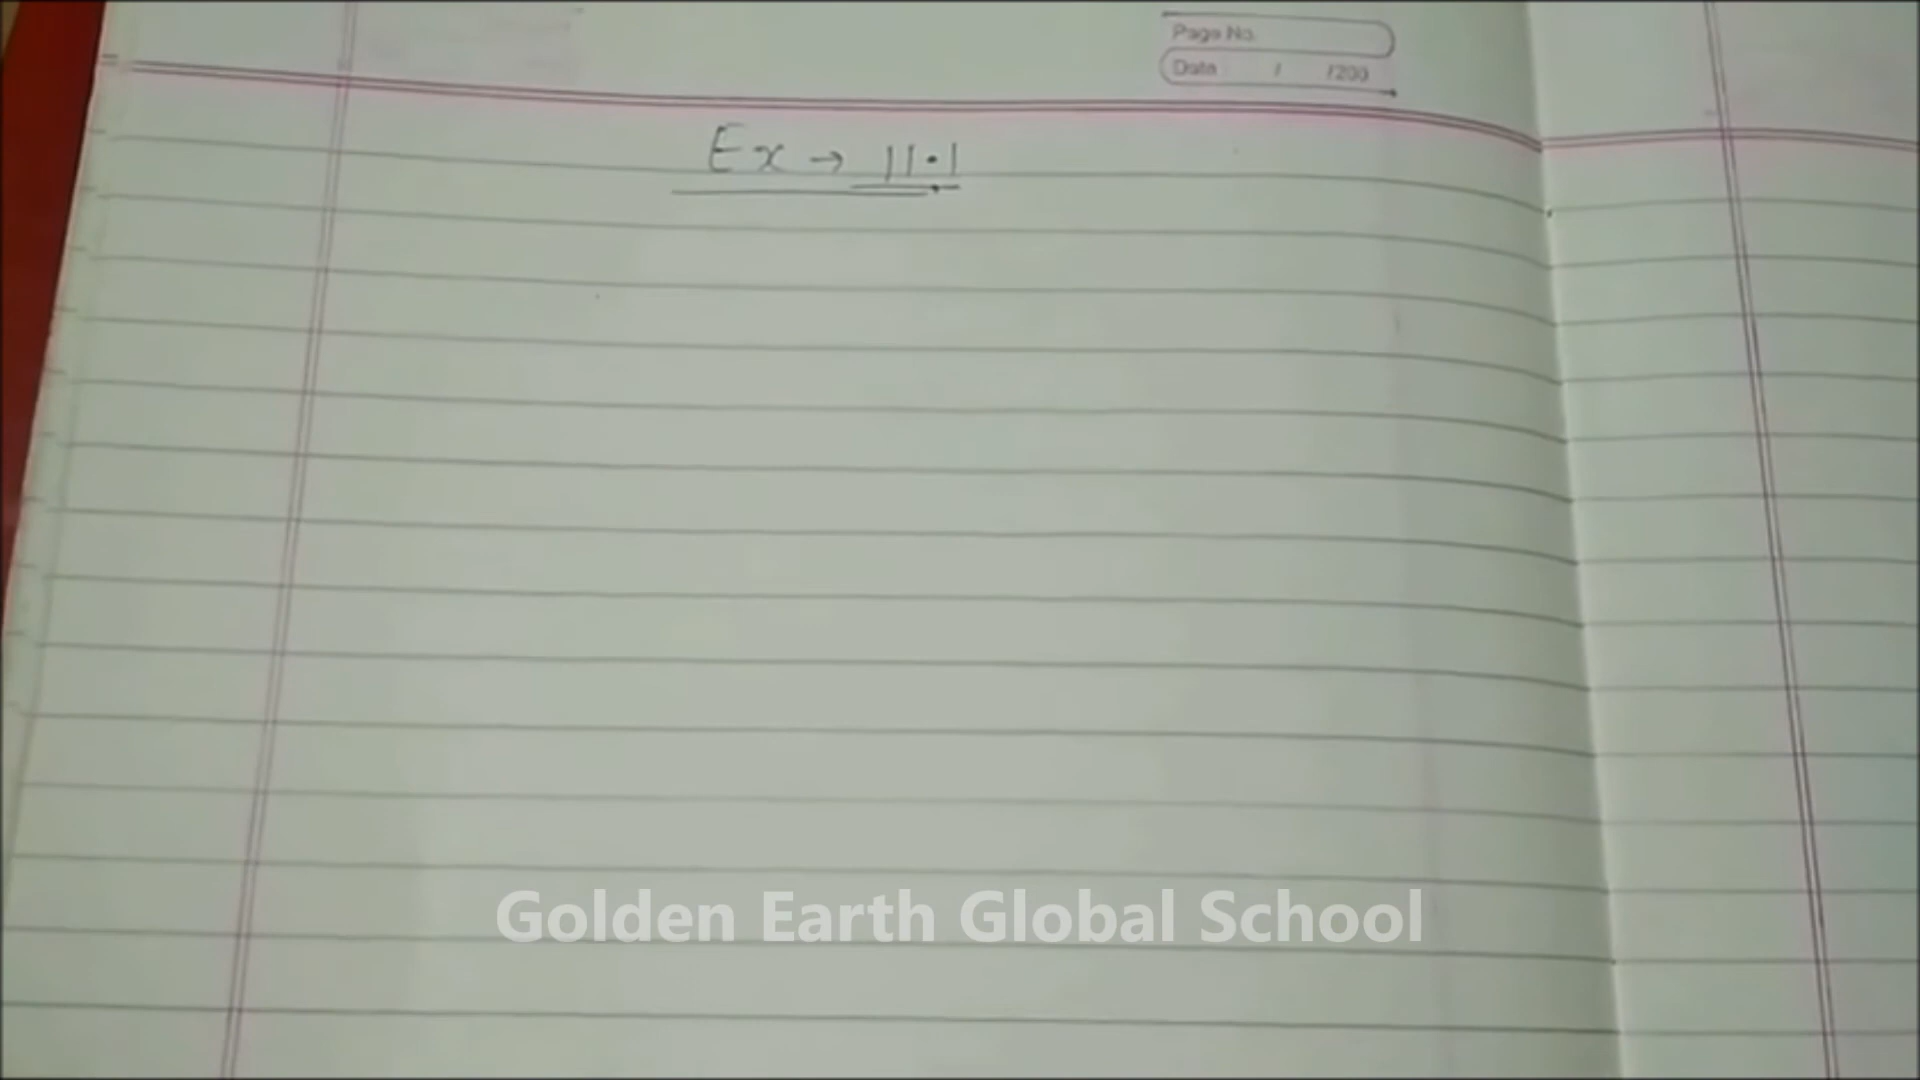 Page No.
Date / /200
Ex → 11.1
Golden Earth Global School